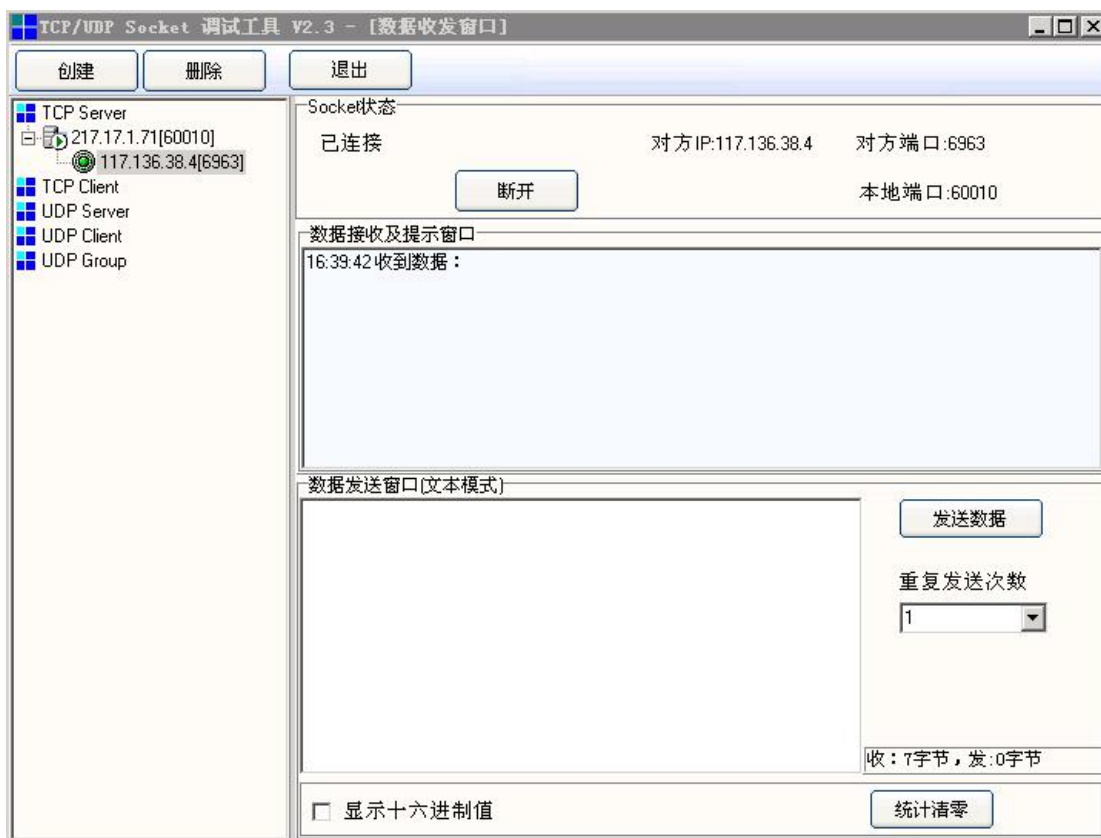 TCP/UDP Socket 调试工具 V2.3 - [数据收发窗口]
创建 删除 退出
TCP Server
217.17.1.71[60010]
117.136.38.4[6963]
TCP Client
UDP Server
UDP Client
UDP Group
Socket状态
已连接 对方IP:117.136.38.4 对方端口:6963
断开 本地端口:60010
数据接收及提示窗口
16:39:42 收到数据：
数据发送窗口(文本模式)
发送数据
重复发送次数
1
收：7字节，发:0字节
显示十六进制值 统计清零